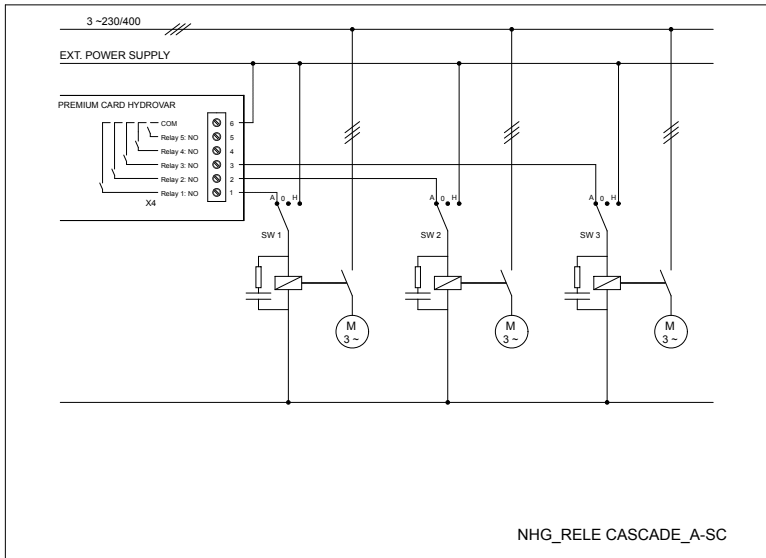 3 ~230/400
EXT. POWER SUPPLY
PREMIUM CARD HYDROVAR
COM 6
Relay 5: NO 5
Relay 4: NO 4
Relay 3: NO 3
Relay 2: NO 2
Relay 1: NO 1
X4
A 0 H
A 0 H
A 0 H
SW 1
SW 2
SW 3
M
3 ~
M
3 ~
M
3 ~
NHG_RELE CASCADE_A-SC